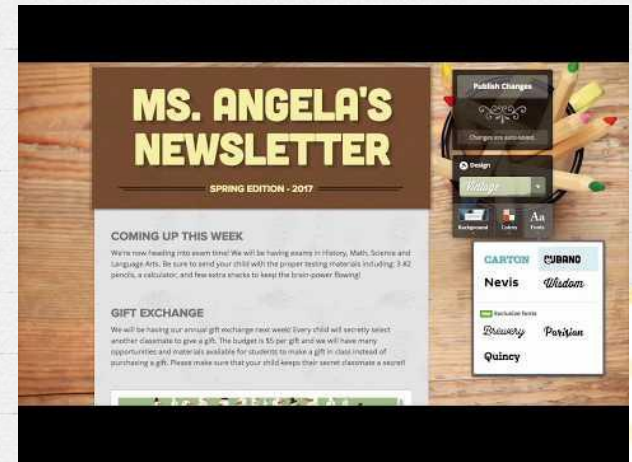 MS. ANGELA'S
NEWSLETTER
SPRING EDITION - 2017
COMING UP THIS WEEK
We're now heading into exam time! We will be having exams in History, Math, Science and
Language Arts. Be sure to send your child with the proper testing materials including: 3 #2
pencils, a calculator, and few extra snacks to keep the brain-power flowing!
GIFT EXCHANGE
We will be having our annual gift exchange next week! Every child will secretly select
another classmate to give a gift. The budget is $5 per gift and we will have many
opportunities and materials available for students to make a gift in class instead of
purchasing a gift. Please make sure that your child keeps their secret classmate a secret!
Publish Changes
Changes are auto-saved.
Design
Vintage
Background
Colors
Aa
Fonts
CARTON
CUBANO
Nevis
Wisdom
Exclusive fonts
Brewery
Parisian
Quincy